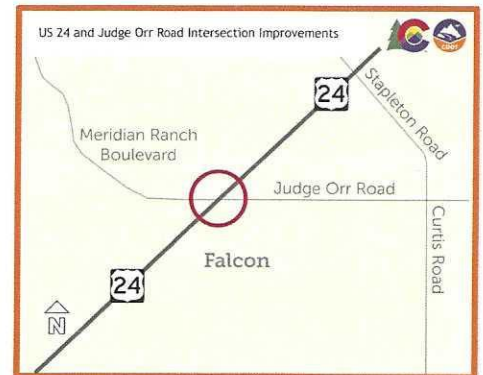 US 24 and Judge Orr Road Intersection Improvements
CDOT
24
Stapleton Road
Meridian Ranch
Boulevard
Judge Orr Road
Curtis Road
Falcon
24
N